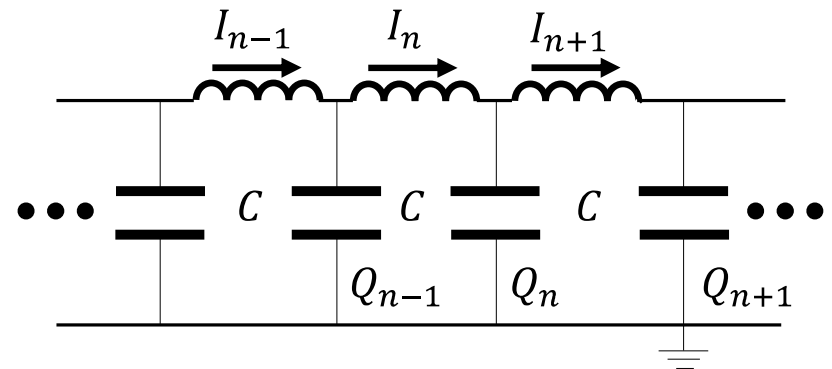 I_{n-1} I_n I_{n+1}
C C C
Q_{n-1} Q_n Q_{n+1}